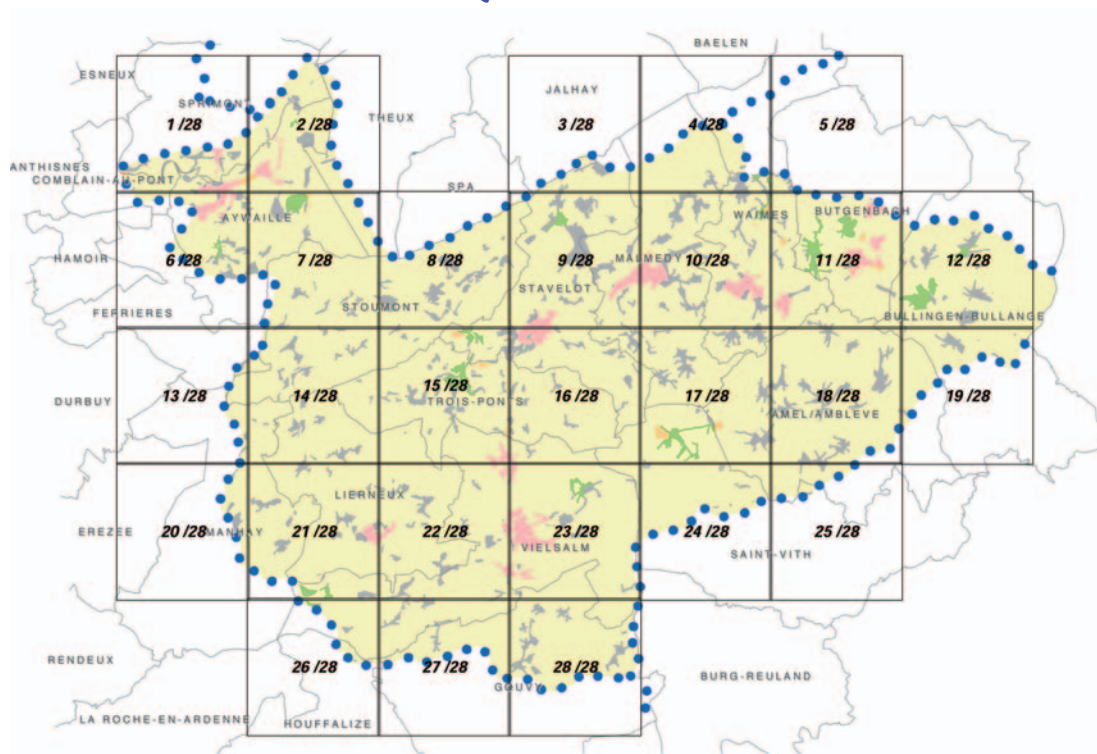 BAELEN
ESNEUX
JALHAY
SPRIMONT
THEUX
1 /28
2 /28
3 /28
4 /28
5 /28
ANTHISNES
COMBLAIN-AU-PONT
SPA
AYWAILLE
WAIMES
BUTGENBACH
HAMOIR
6 /28
7 /28
8 /28
9 /28
MALMEDY
10 /28
11 /28
12 /28
STAVELOT
STOUMONT
FERRIERES
BULLINGEN-BULLANGE
DURBUY
13 /28
14 /28
15 /28
TROIS-PONTS
16 /28
17 /28
18 /28
19 /28
AMEL/AMBLEVE
LIERNEUX
EREZEE
20 /28
MANHAY
21 /28
22 /28
23 /28
24 /28
25 /28
VIELSALM
SAINT-VITH
RENDEUX
26 /28
27 /28
28 /28
BURG-REULAND
GOUVY
LA ROCHE-EN-ARDENNE
HOUFFALIZE